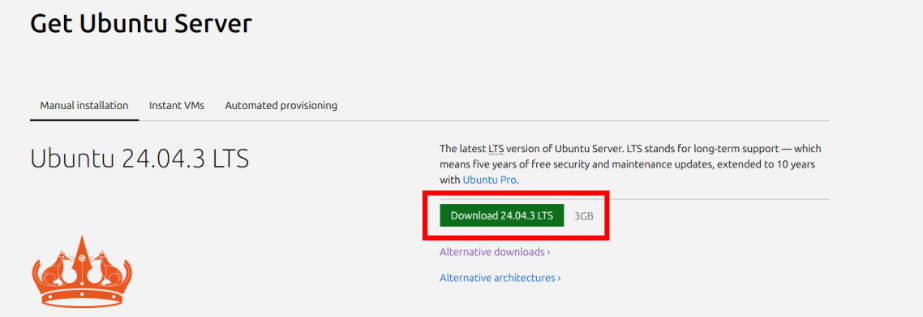 Get Ubuntu Server
Manual installation Instant VMs Automated provisioning
Ubuntu 24.04.3 LTS
The latest LTS version of Ubuntu Server. LTS stands for long-term support — which
means five years of free security and maintenance updates, extended to 10 years
with Ubuntu Pro.
Download 24.04.3 LTS 3GB
Alternative downloads ›
Alternative architectures ›